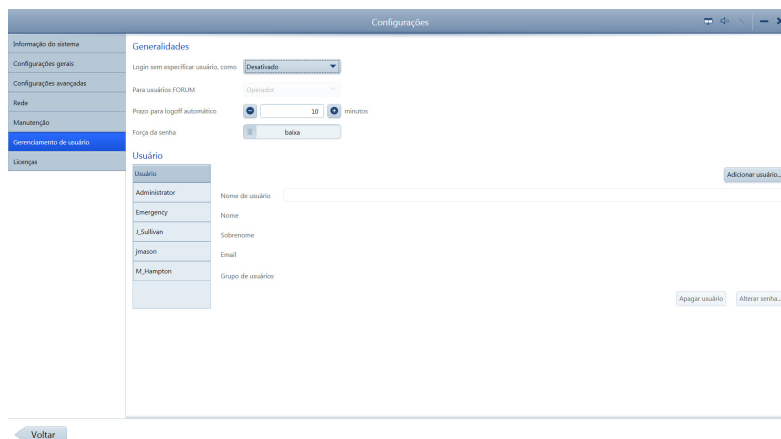 Configurações
Informação do sistema
Configurações gerais
Configurações avançadas
Rede
Manutenção
Gerenciamento de usuário
Licenças
Generalidades
Login sem especificar usuário, como Desativado
Para usuários FORUM Operador
Prazo para logoff automático 10 minutos
Força da senha baixa
Usuário
Usuário
Adicionar usuário...
Administrator
Emergency
J_Sullivan
jmason
M_Hampton
Nome de usuário
Nome
Sobrenome
Email
Grupo de usuários
Apagar usuário Alterar senha...
Voltar